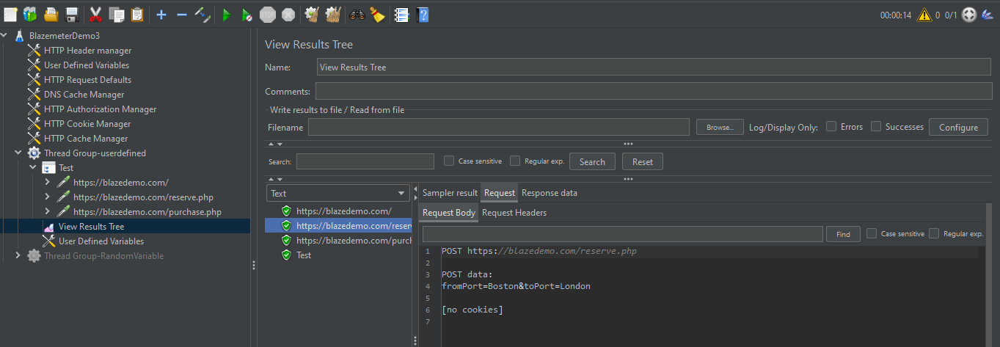 STOP
00:00:14 0 0/1
BlazemeterDemo3
HTTP Header manager
User Defined Variables
HTTP Request Defaults
DNS Cache Manager
HTTP Authorization Manager
HTTP Cookie Manager
HTTP Cache Manager
Thread Group-userdefined
Test
https://blazedemo.com/
https://blazedemo.com/reserve.php
https://blazedemo.com/purchase.php
View Results Tree
User Defined Variables
Thread Group-RandomVariable
View Results Tree
Name: View Results Tree
Comments:
Write results to file / Read from file
Filename Browse... Log/Display Only: Errors Successes Configure
Search: Case sensitive Regular exp. Search Reset
Text
https://blazedemo.com/
https://blazedemo.com/reser
https://blazedemo.com/purch
Test
Sampler result Request Response data
Request Body Request Headers
Find Case sensitive Regular exp.
1 POST https://blazedemo.com/reserve.php
2
3 POST data:
4 fromPort=Boston&toPort=London
5
6 [no cookies]
7